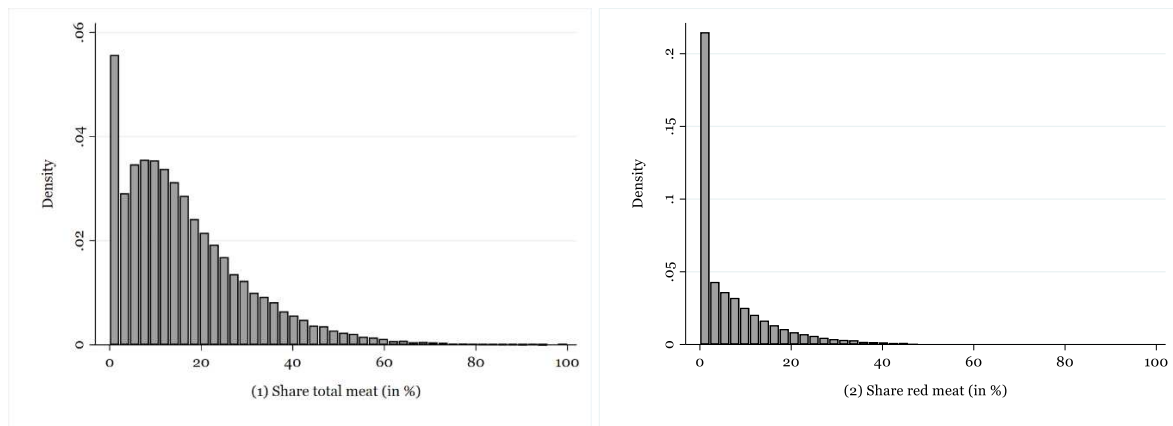 .06
.04
.02
0
Density
0 20 40 60 80 100
(1) Share total meat (in %)
.2
.15
.1
.05
0
Density
0 20 40 60 80 100
(2) Share red meat (in %)